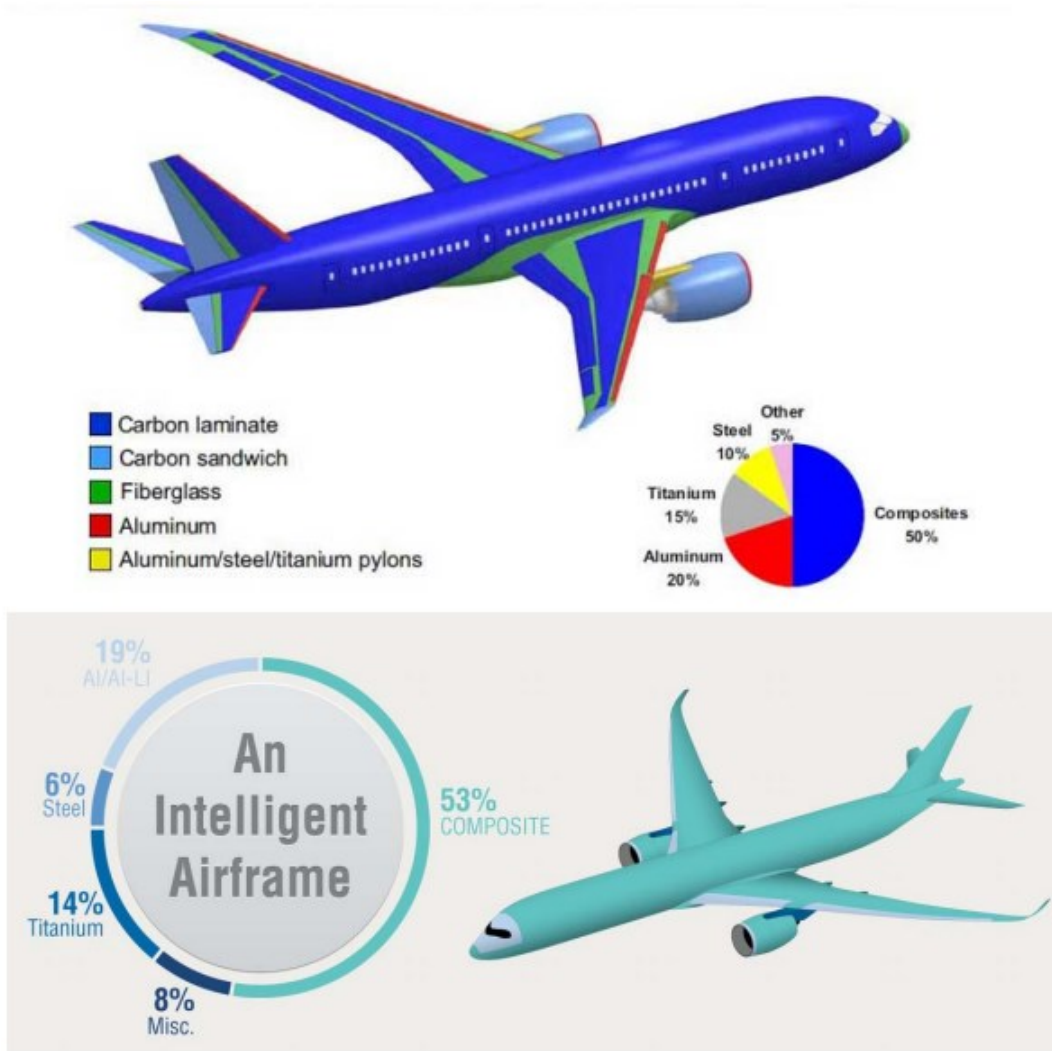 Carbon laminate
Carbon sandwich
Fiberglass
Aluminum
Aluminum/steel/titanium pylons
Other
5%
Steel
10%
Titanium
15%
Aluminum
20%
Composites
50%
19%
Al/Al-Li
6%
Steel
14%
Titanium
8%
Misc.
An
Intelligent
Airframe
53%
COMPOSITE